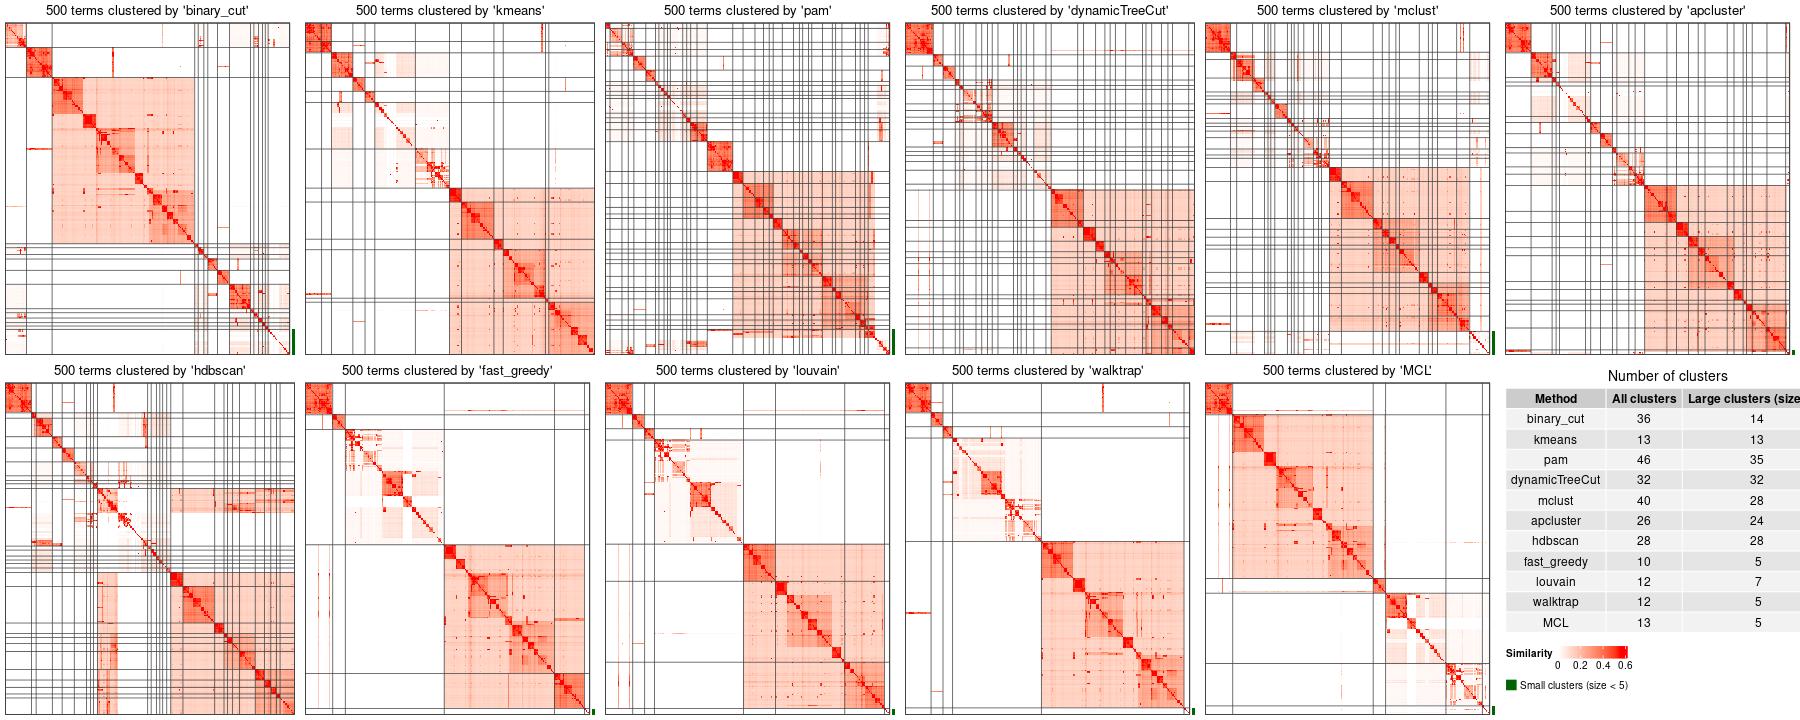 500 terms clustered by 'binary_cut'
500 terms clustered by 'kmeans'
500 terms clustered by 'pam'
500 terms clustered by 'dynamicTreeCut'
500 terms clustered by 'mclust'
500 terms clustered by 'apcluster'
500 terms clustered by 'hdbscan'
500 terms clustered by 'fast_greedy'
500 terms clustered by 'louvain'
500 terms clustered by 'walktrap'
500 terms clustered by 'MCL'
Number of clusters
Method All clusters Large clusters (size
binary_cut 36 14
kmeans 13 13
pam 46 35
dynamicTreeCut 32 32
mclust 40 28
apcluster 26 24
hdbscan 28 28
fast_greedy 10 5
louvain 12 7
walktrap 12 5
MCL 13 5
Similarity
0 0.2 0.4 0.6
Small clusters (size < 5)